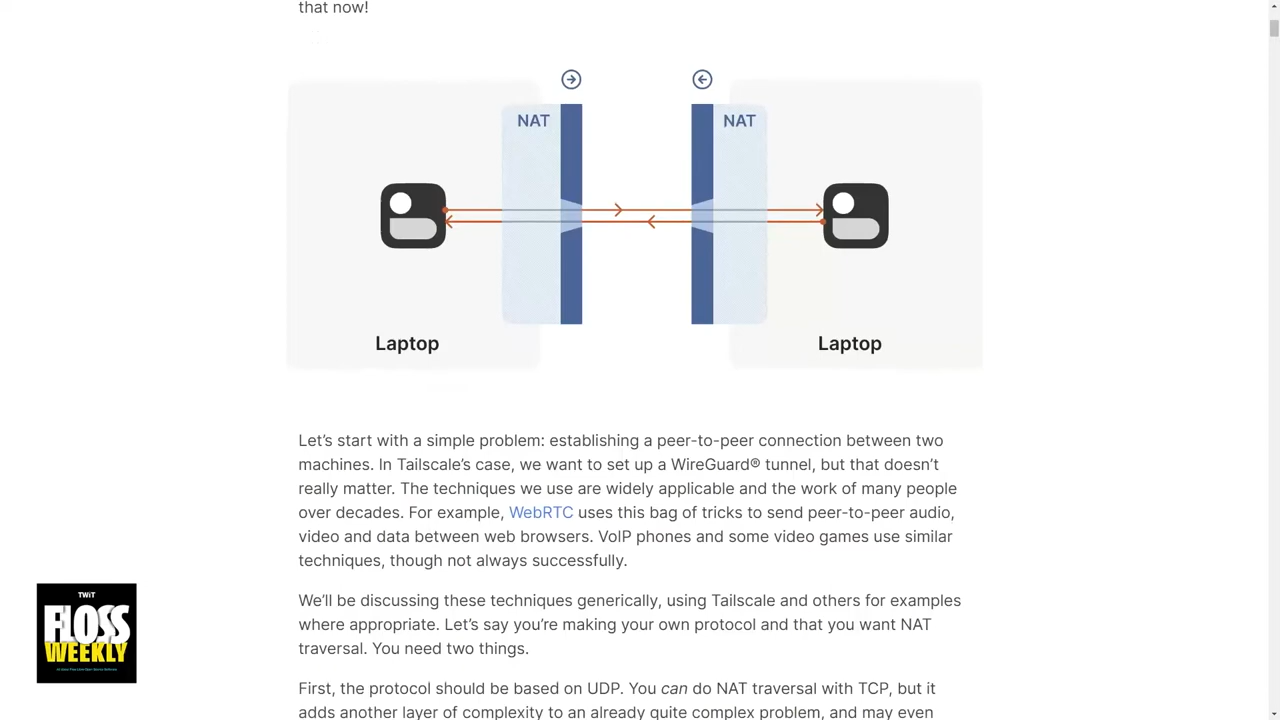 that now!
NAT
NAT
Laptop
Laptop
Let’s start with a simple problem: establishing a peer-to-peer connection between two
machines. In Tailscale’s case, we want to set up a WireGuard® tunnel, but that doesn’t
really matter. The techniques we use are widely applicable and the work of many people
over decades. For example, WebRTC uses this bag of tricks to send peer-to-peer audio,
video and data between web browsers. VoIP phones and some video games use similar
techniques, though not always successfully.
We’ll be discussing these techniques generically, using Tailscale and others for examples
where appropriate. Let’s say you’re making your own protocol and that you want NAT
traversal. You need two things.
First, the protocol should be based on UDP. You can do NAT traversal with TCP, but it
adds another layer of complexity to an already quite complex problem, and may even
TWiT
FLOSS
WEEKLY